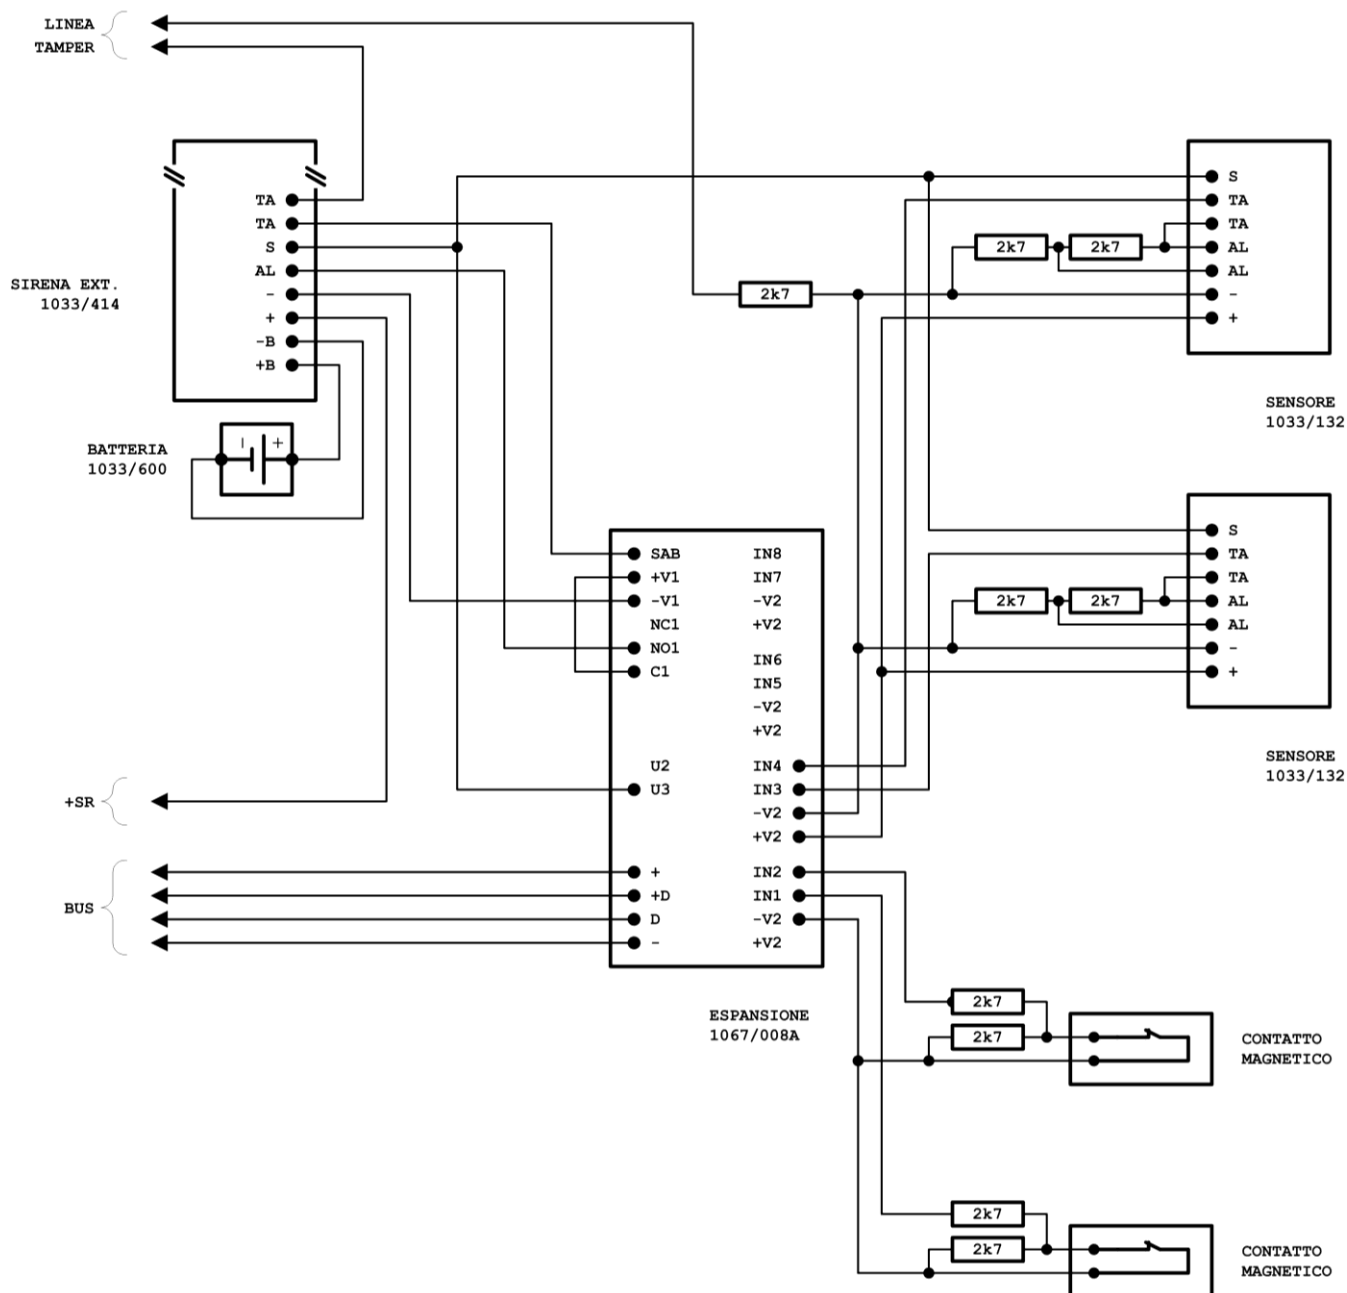 LINEA
TAMPER
TA
TA
S
AL
-
+
-B
+B
SIRENA EXT.
1033/414
BATTERIA
1033/600
- +
2k7
S
TA
TA
AL
AL
-
+
2k7 2k7
SENSORE
1033/132
S
TA
TA
AL
AL
-
+
2k7 2k7
SENSORE
1033/132
SAB IN8
+V1 IN7
-V1 -V2
NC1 +V2
NO1 IN6
C1 IN5
-V2
+V2
U2 IN4
U3 IN3
-V2
+V2
+ IN2
+D IN1
D -V2
- +V2
ESPANSIONE
1067/008A
+SR
BUS
2k7
2k7
CONTATTO
MAGNETICO
2k7
2k7
CONTATTO
MAGNETICO